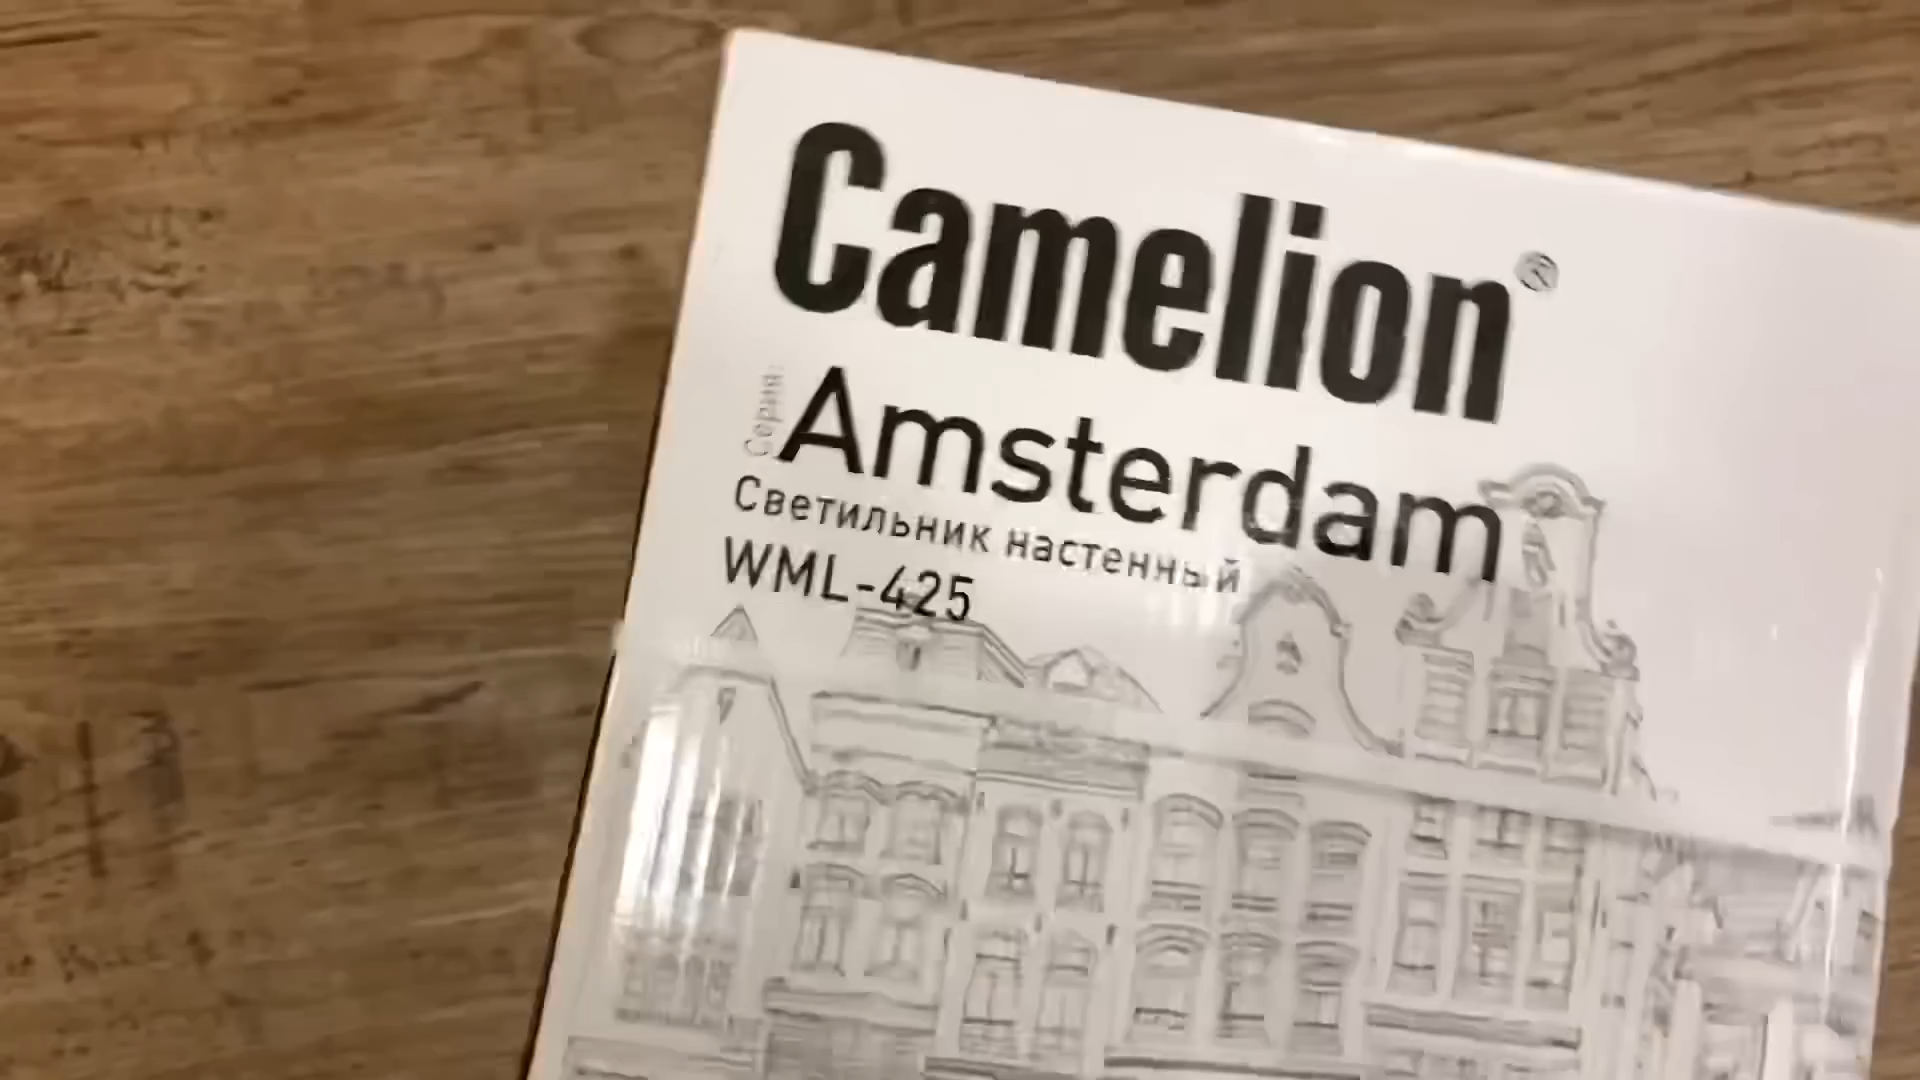 Camelion®
Серия:
Amsterdam
Светильник настенный
WML-425